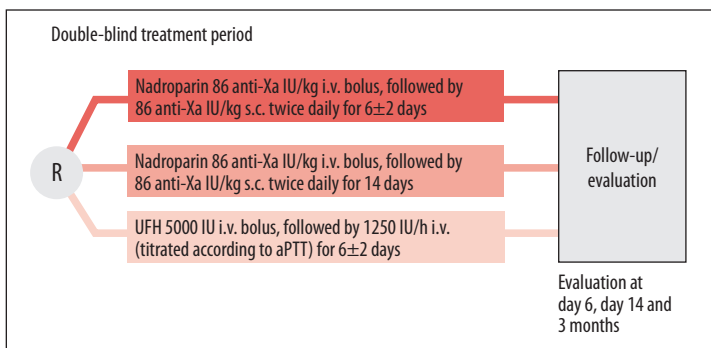 Double-blind treatment period
Nadroparin 86 anti-Xa IU/kg i.v. bolus, followed by
86 anti-Xa IU/kg s.c. twice daily for 6±2 days
R
Nadroparin 86 anti-Xa IU/kg i.v. bolus, followed by
86 anti-Xa IU/kg s.c. twice daily for 14 days
UFH 5000 IU i.v. bolus, followed by 1250 IU/h i.v.
(titrated according to aPTT) for 6±2 days
Follow-up/
evaluation
Evaluation at
day 6, day 14 and
3 months